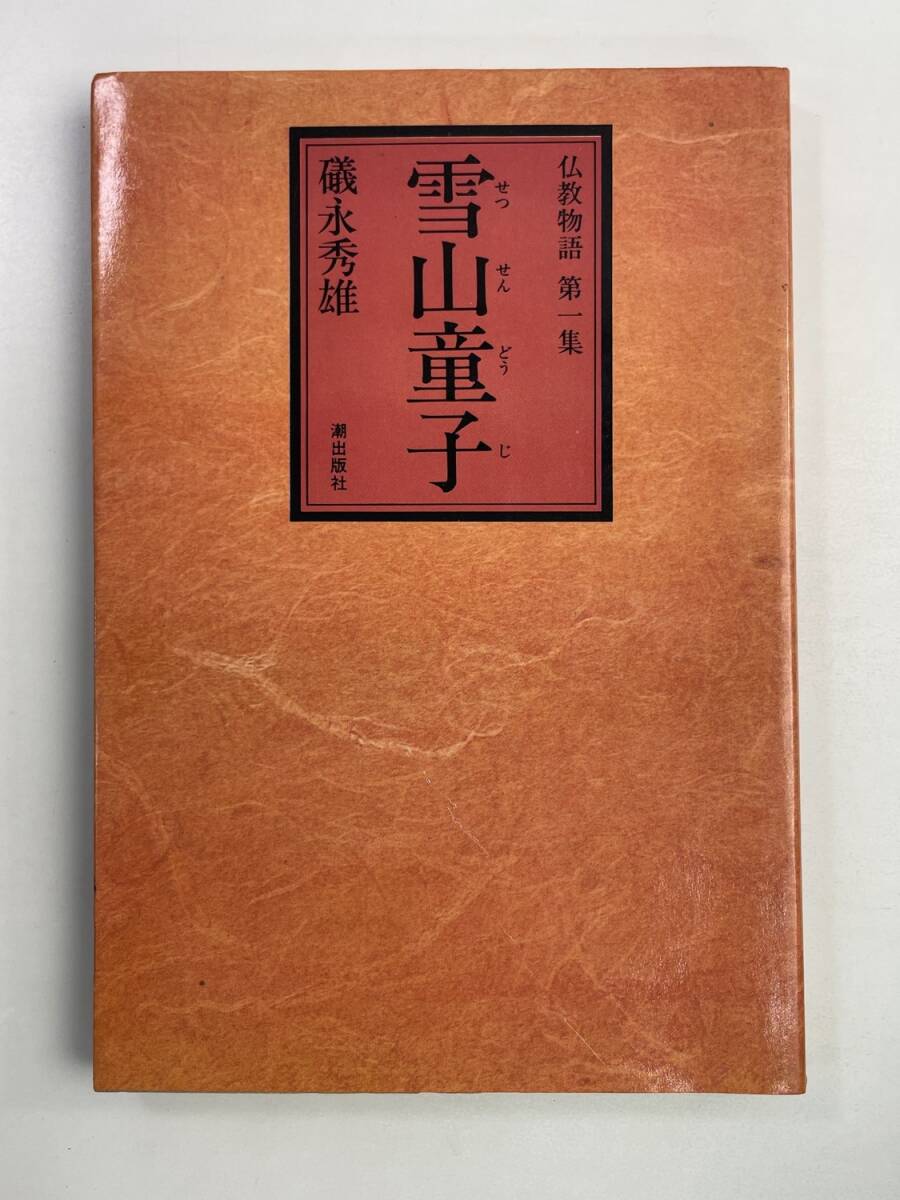 仏教物語 第一集
雪山童子
せつ せん どう じ
礒永秀雄
潮出版社